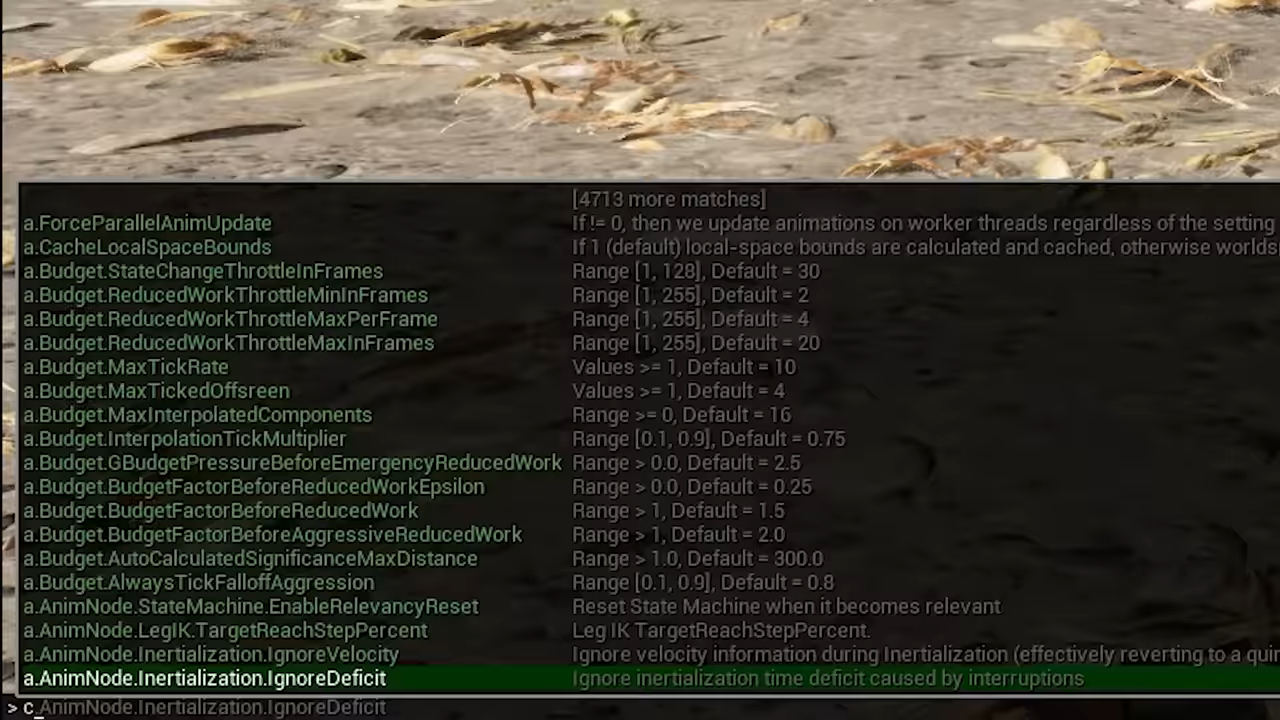 [4713 more matches]
a.ForceParallelAnimUpdate If != 0, then we update animations on worker threads regardless of the setting
a.CacheLocalSpaceBounds If 1 (default) local-space bounds are calculated and cached, otherwise worlds
a.Budget.StateChangeThrottleInFrames Range [1, 128], Default = 30
a.Budget.ReducedWorkThrottleMinInFrames Range [1, 255], Default = 2
a.Budget.ReducedWorkThrottleMaxPerFrame Range [1, 255], Default = 4
a.Budget.ReducedWorkThrottleMaxInFrames Range [1, 255], Default = 20
a.Budget.MaxTickRate Values >= 1, Default = 10
a.Budget.MaxTickedOffsreen Values >= 1, Default = 4
a.Budget.MaxInterpolatedComponents Range >= 0, Default = 16
a.Budget.InterpolationTickMultiplier Range [0.1, 0.9], Default = 0.75
a.Budget.GBudgetPressureBeforeEmergencyReducedWork Range > 0.0, Default = 2.5
a.Budget.BudgetFactorBeforeReducedWorkEpsilon Range > 0.0, Default = 0.25
a.Budget.BudgetFactorBeforeReducedWork Range > 1, Default = 1.5
a.Budget.BudgetFactorBeforeAggressiveReducedWork Range > 1, Default = 2.0
a.Budget.AutoCalculatedSignificanceMaxDistance Range > 1.0, Default = 300.0
a.Budget.AlwaysTickFalloffAggression Range [0.1, 0.9], Default = 0.8
a.AnimNode.StateMachine.EnableRelevancyReset Reset State Machine when it becomes relevant
a.AnimNode.LegIK.TargetReachStepPercent Leg IK TargetReachStepPercent.
a.AnimNode.Inertialization.IgnoreVelocity Ignore velocity information during Inertialization (effectively reverting to a quin
a.AnimNode.Inertialization.IgnoreDeficit Ignore inertialization time deficit caused by interruptions
> c_AnimNode.Inertialization.IgnoreDeficit